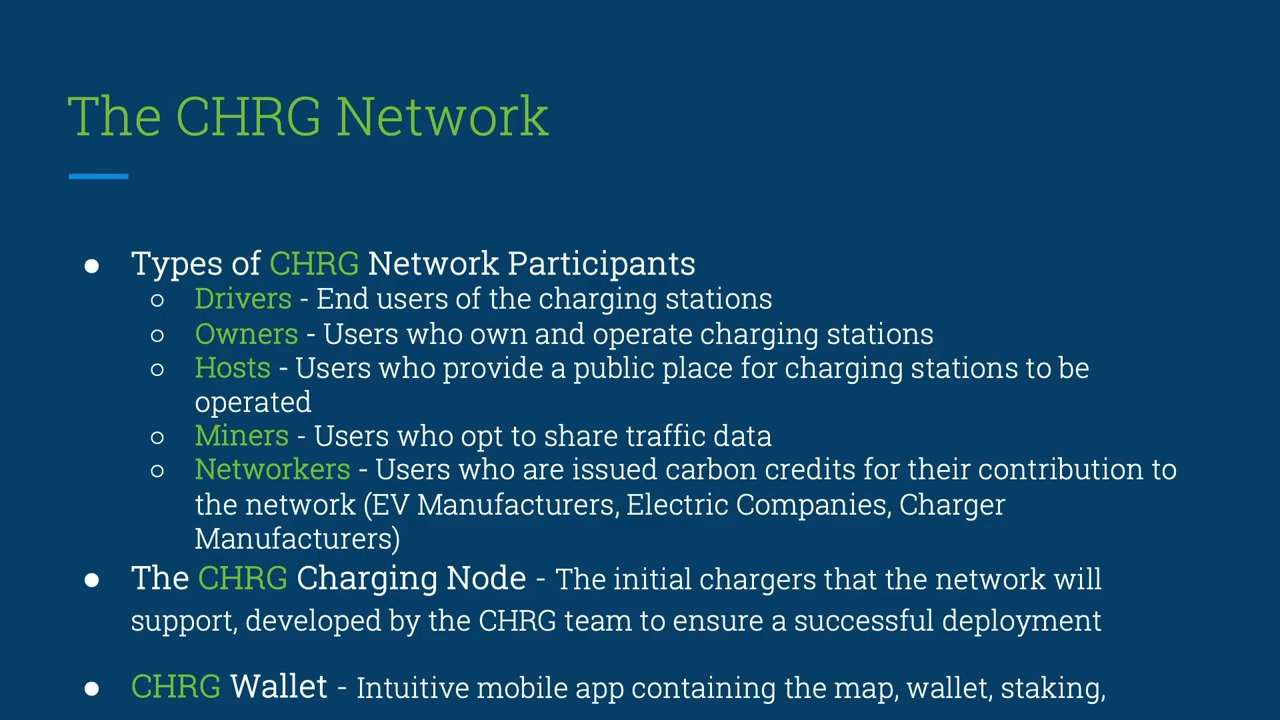 The CHRG Network
● Types of CHRG Network Participants
○ Drivers - End users of the charging stations
○ Owners - Users who own and operate charging stations
○ Hosts - Users who provide a public place for charging stations to be
operated
○ Miners - Users who opt to share traffic data
○ Networkers - Users who are issued carbon credits for their contribution to
the network (EV Manufacturers, Electric Companies, Charger
Manufacturers)
● The CHRG Charging Node - The initial chargers that the network will
support, developed by the CHRG team to ensure a successful deployment
● CHRG Wallet - Intuitive mobile app containing the map, wallet, staking,